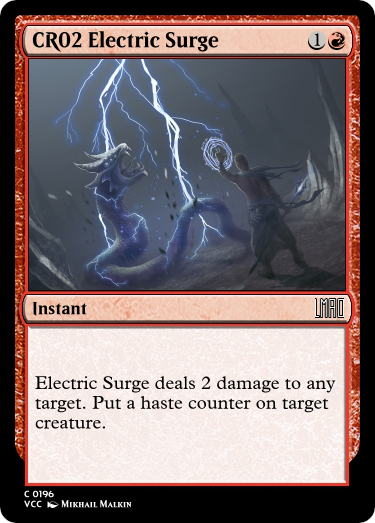 CR02 Electric Surge 1
Instant LMAO
Electric Surge deals 2 damage to any
target. Put a haste counter on target
creature.
C 0196
VCC Mikhail Malkin